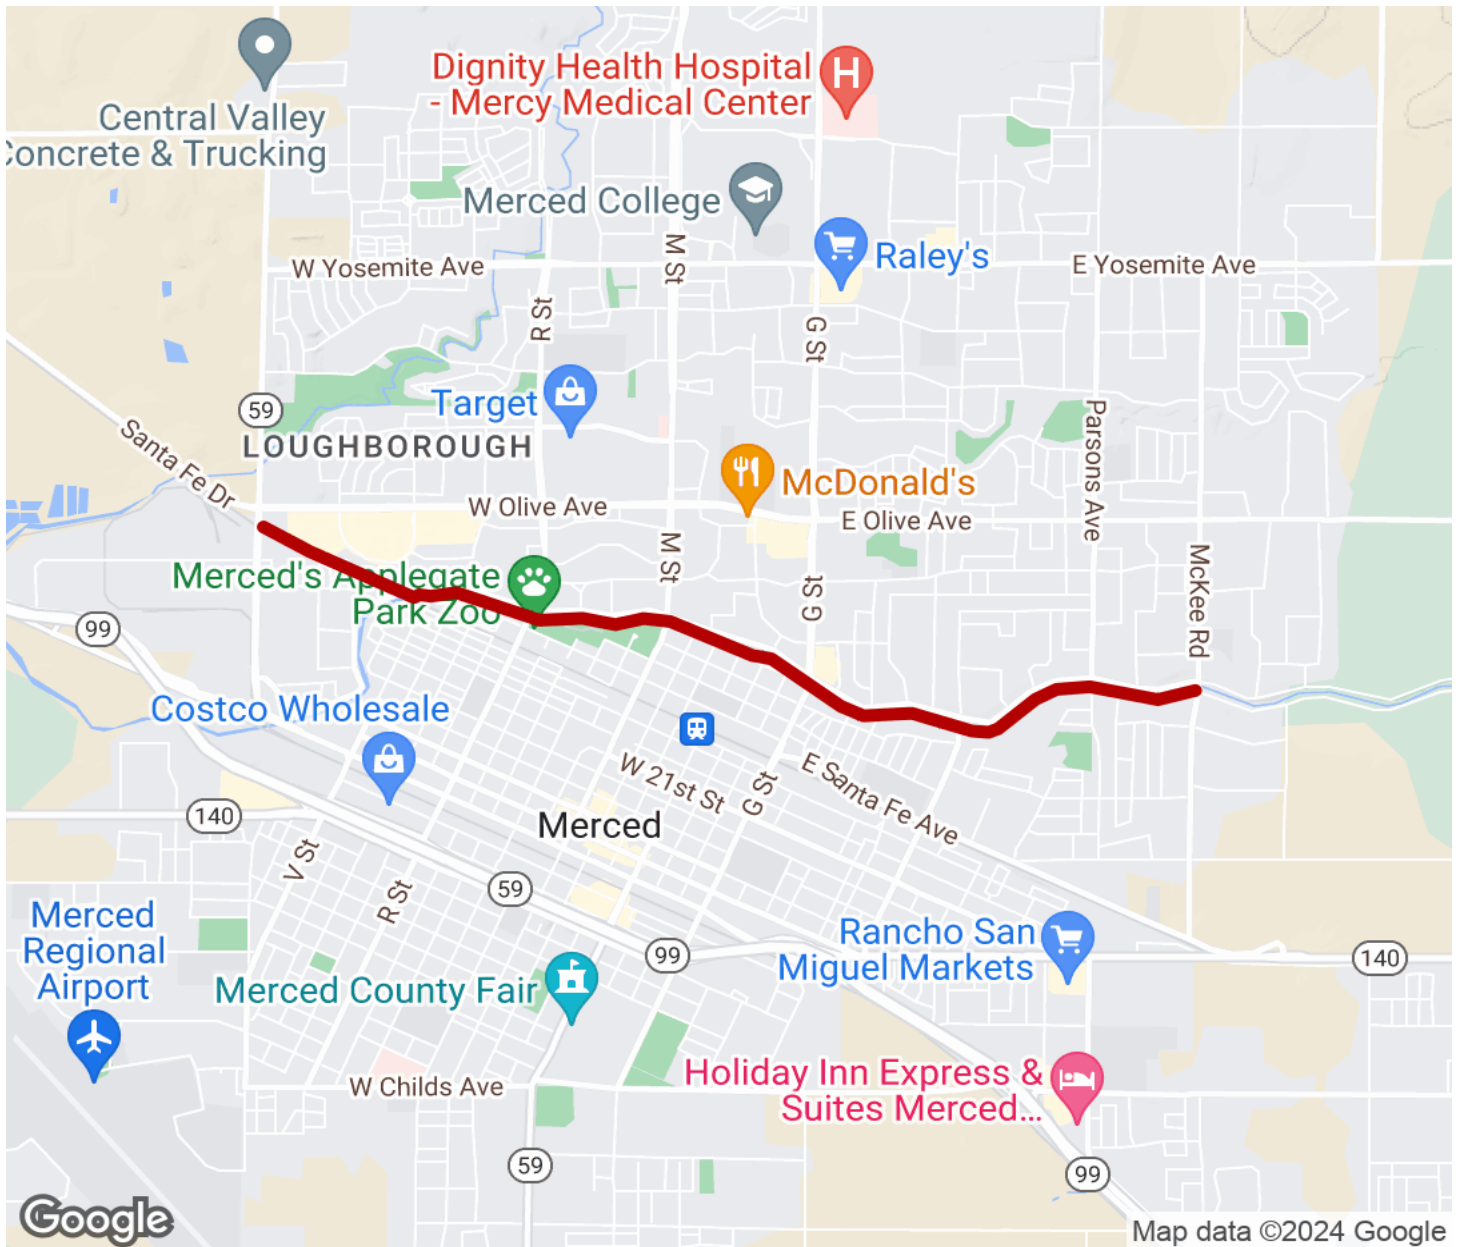 Dignity Health Hospital
- Mercy Medical Center
H
Central Valley
Concrete & Trucking
Merced College
M St
Raley's
W Yosemite Ave
E Yosemite Ave
R St
G St
Target
59
LOUGHBOROUGH
Parsons Ave
Santa Fe Dr
McDonald's
W Olive Ave
E Olive Ave
M St
McKee Rd
Merced's Applegate
Park Zoo
G St
99
Costco Wholesale
W 21st St
G St
E Santa Fe Ave
140
Merced
V St
R St
59
Merced
Regional
Airport
99
Rancho San
Miguel Markets
140
Merced County Fair
W Childs Ave
Holiday Inn Express &
Suites Merced...
59
99
Google
Map data ©2024 Google